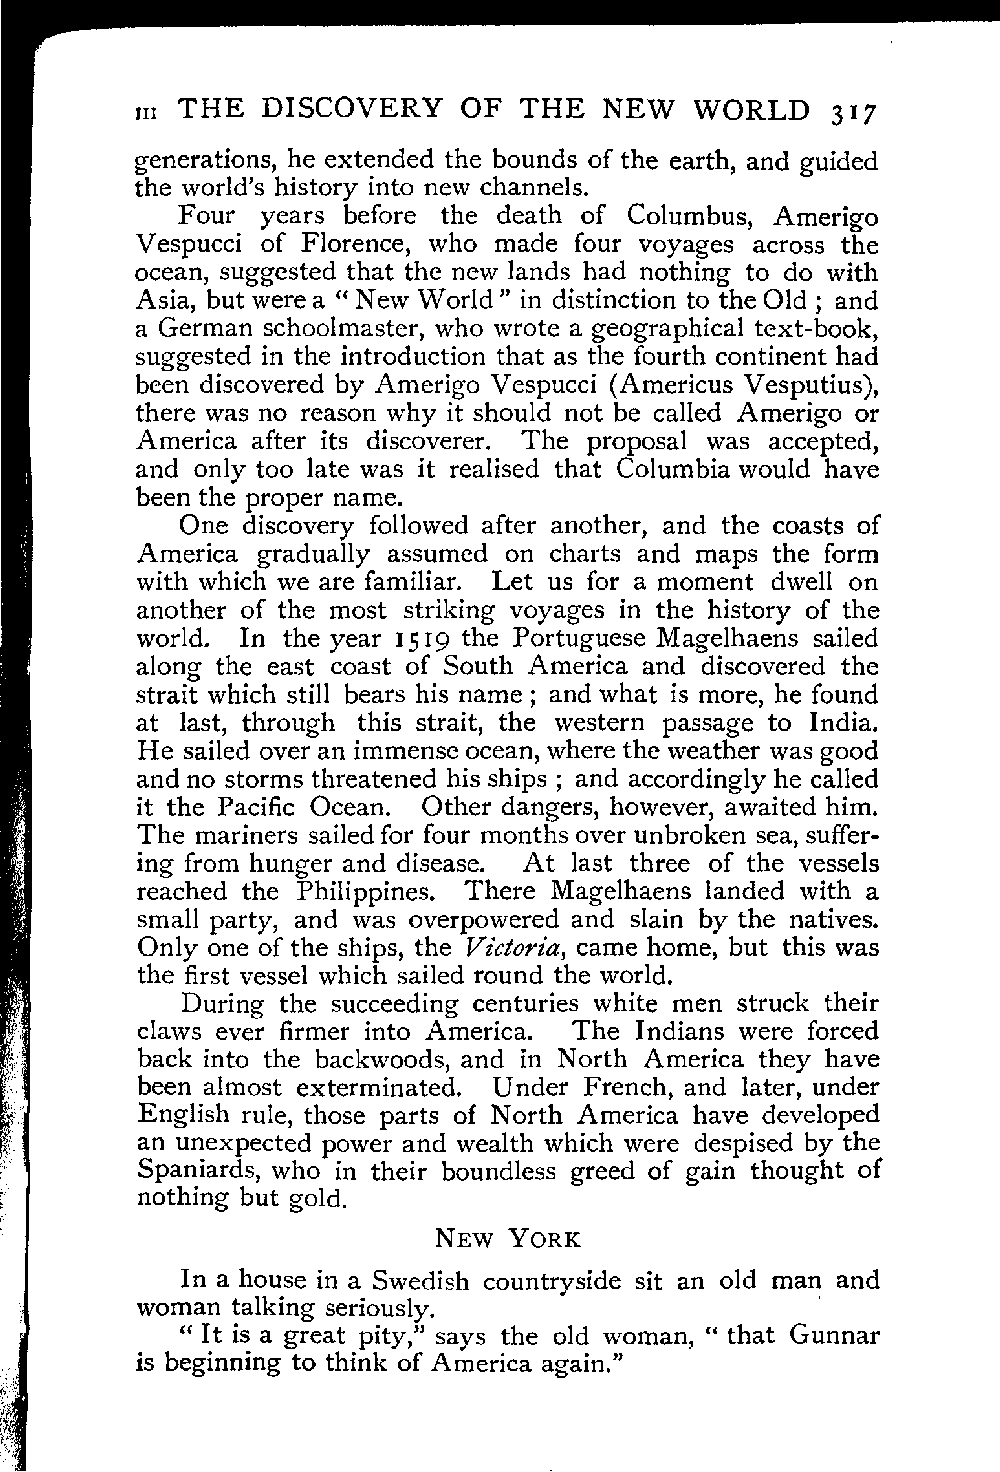 III THE DISCOVERY OF THE NEW WORLD 317
generations, he extended the bounds of the earth, and guided
the world's history into new channels.
Four years before the death of Columbus, Amerigo
Vespucci of Florence, who made four voyages across the
ocean, suggested that the new lands had nothing to do with
Asia, but were a “ New World ” in distinction to the Old ; and
a German schoolmaster, who wrote a geographical text-book,
suggested in the introduction that as the fourth continent had
been discovered by Amerigo Vespucci (Americus Vesputius),
there was no reason why it should not be called Amerigo or
America after its discoverer. The proposal was accepted,
and only too late was it realised that Columbia would have
been the proper name.
One discovery followed after another, and the coasts of
America gradually assumed on charts and maps the form
with which we are familiar. Let us for a moment dwell on
another of the most striking voyages in the history of the
world. In the year 1519 the Portuguese Magelhaens sailed
along the east coast of South America and discovered the
strait which still bears his name ; and what is more, he found
at last, through this strait, the western passage to India.
He sailed over an immense ocean, where the weather was good
and no storms threatened his ships ; and accordingly he called
it the Pacific Ocean. Other dangers, however, awaited him.
The mariners sailed for four months over unbroken sea, suffer-
ing from hunger and disease. At last three of the vessels
reached the Philippines. There Magelhaens landed with a
small party, and was overpowered and slain by the natives.
Only one of the ships, the Victoria, came home, but this was
the first vessel which sailed round the world.
During the succeeding centuries white men struck their
claws ever firmer into America. The Indians were forced
back into the backwoods, and in North America they have
been almost exterminated. Under French, and later, under
English rule, those parts of North America have developed
an unexpected power and wealth which were despised by the
Spaniards, who in their boundless greed of gain thought of
nothing but gold.
NEW YORK
In a house in a Swedish countryside sit an old man and
woman talking seriously.
“ It is a great pity,” says the old woman, “ that Gunnar
is beginning to think of America again.”